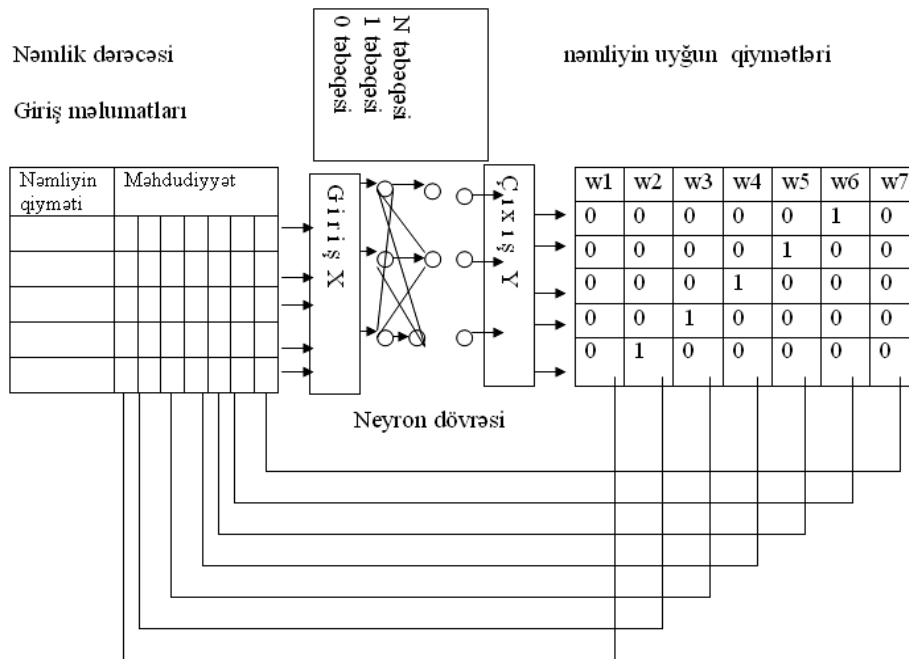 Nəmlik dərəcəsi
Giriş məlumatları
N təbəqəsi
1 təbəqəsi
0 təbəqəsi
nəmliyin uyğun qiymətləri
Nəmliyin qiyməti
Məhdudiyyət
Giriş X
Çıxış Y
w1 w2 w3 w4 w5 w6 w7
0 0 0 0 0 1 0
0 0 0 0 1 0 0
0 0 0 1 0 0 0
0 0 1 0 0 0 0
0 1 0 0 0 0 0
Neyron dövrəsi